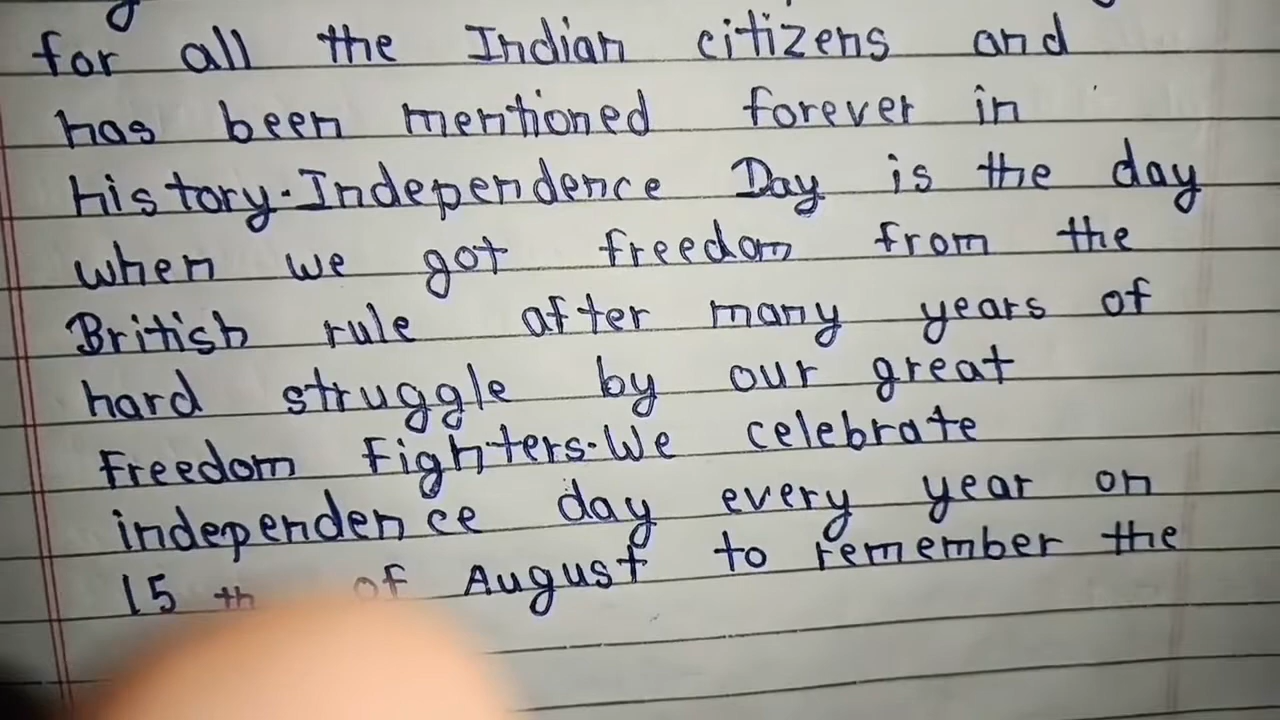 for all the Indian citizens and
has been mentioned forever in
history. Independence Day is the day
when we got freedom from the
British rule after many years of
hard struggle by our great
Freedom Fighters. We celebrate
independence day every year on
15 th of August to remember the